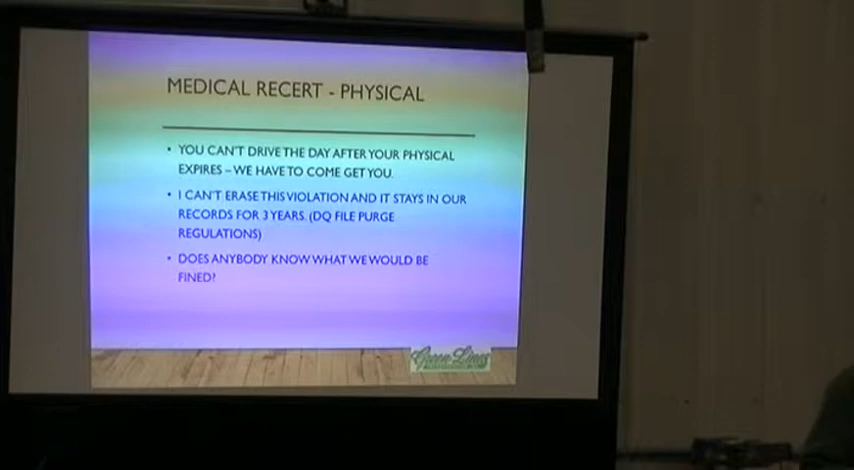 MEDICAL RECERT - PHYSICAL
• YOU CAN'T DRIVE THE DAY AFTER YOUR PHYSICAL
EXPIRES – WE HAVE TO COME GET YOU.
• I CAN'T ERASE THIS VIOLATION AND IT STAYS IN OUR
RECORDS FOR 3 YEARS. (DQ FILE PURGE
REGULATIONS)
• DOES ANYBODY KNOW WHAT WE WOULD BE
FINED?
Green Lines